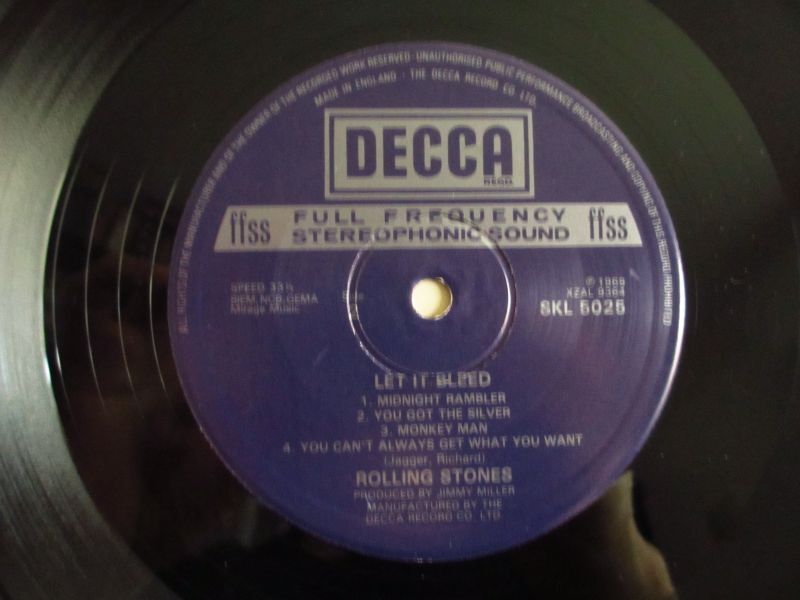 ALL RIGHTS OF THE MANUFACTURER AND OF THE OWNER OF THE RECORDED WORK RESERVED · UNAUTHORISED PUBLIC PERFORMANCE BROADCASTING AND COPYING OF THIS RECORD PROHIBITED
MADE IN ENGLAND · THE DECCA RECORD CO. LTD.
DECCA
ffss FULL FREQUENCY STEREOPHONIC SOUND ffss
SPEED 33⅓
BIEM. NCB. GEMA
Mirage Music
Side
SKL 5025
LET IT BLEED
1. MIDNIGHT RAMBLER
2. YOU GOT THE SILVER
3. MONKEY MAN
4. YOU CAN'T ALWAYS GET WHAT YOU WANT
(Jagger, Richard)
ROLLING STONES
PRODUCED BY JIMMY MILLER
MANUFACTURED BY THE
DECCA RECORD CO. LTD.